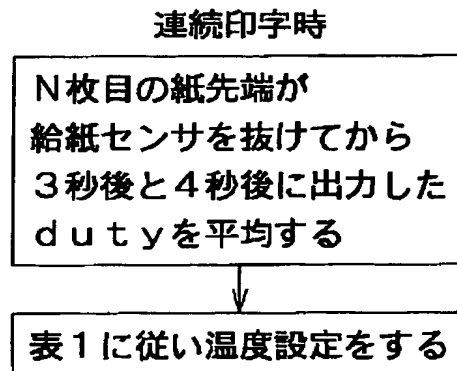 連続印字時
N枚目の紙先端が
給紙センサを抜けてから
3秒後と4秒後に出力した
dutyを平均する
表1に従い温度設定をする